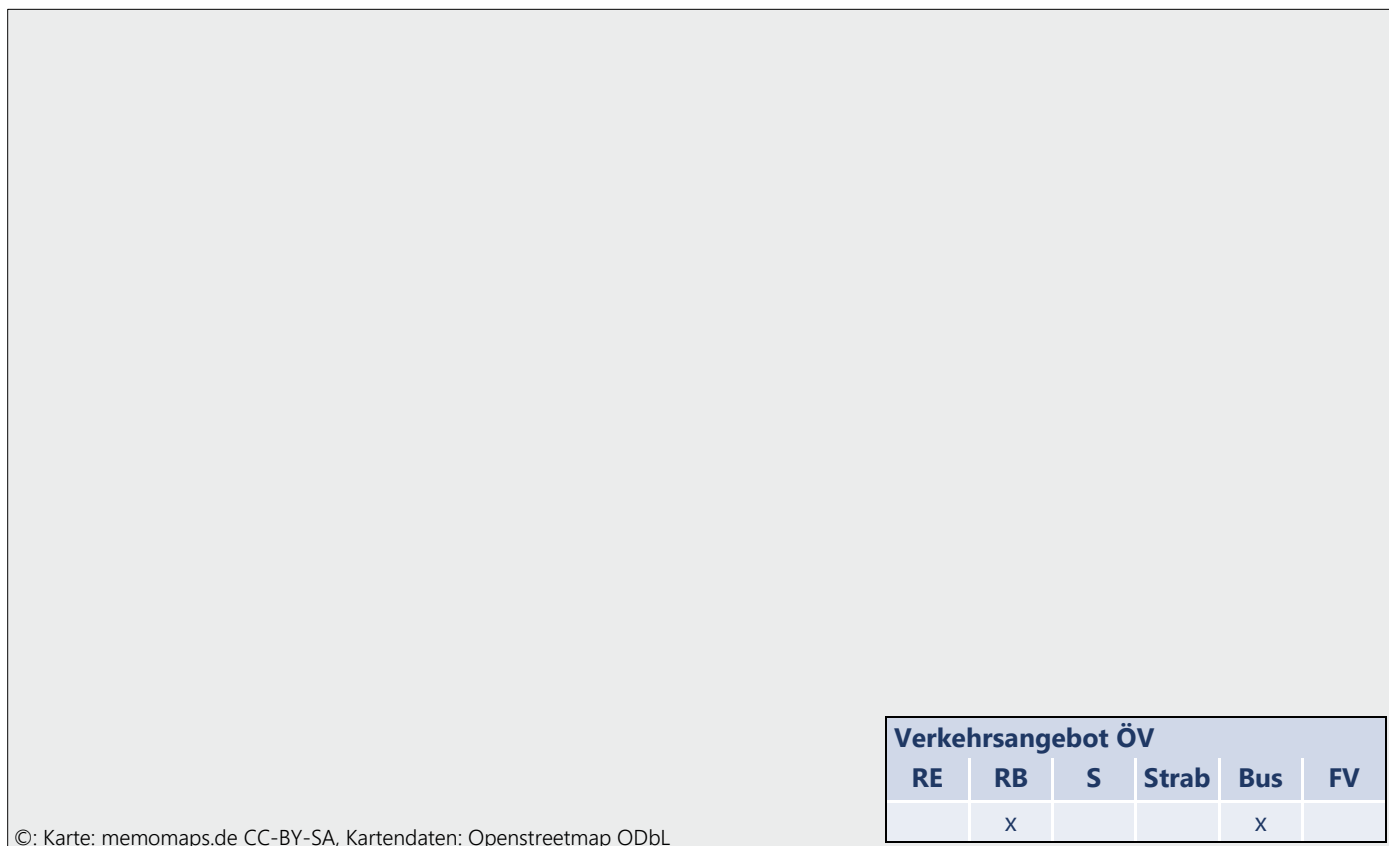 Verkehrsangebot ÖV
RE RB S Strab Bus FV
x x
©: Karte: memomaps.de CC-BY-SA, Kartendaten: Openstreetmap ODbL